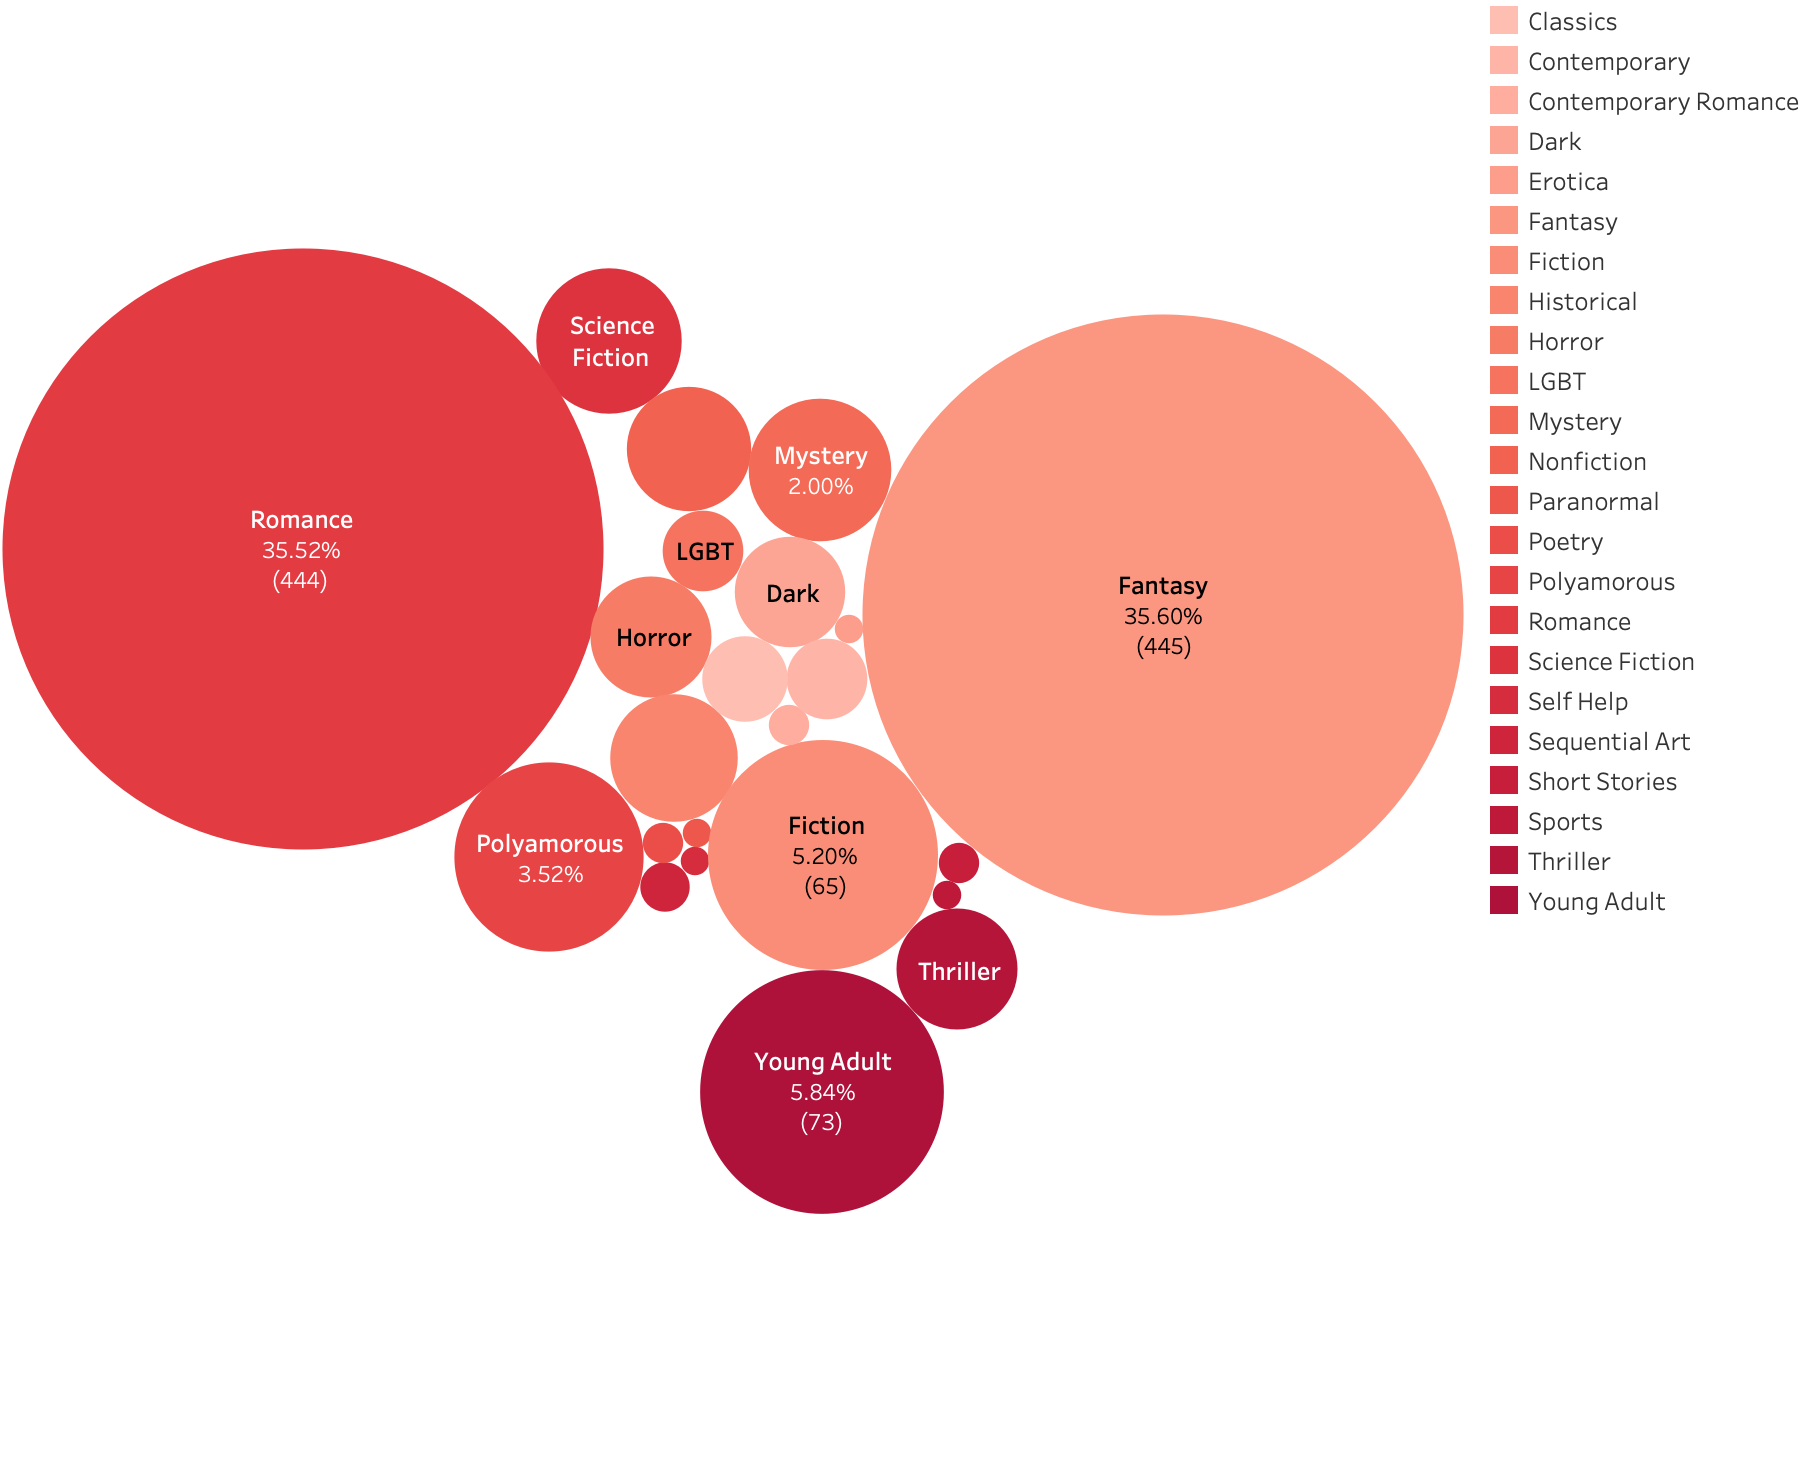 Science
Fiction
Mystery
2.00%
Romance
35.52%
(444)
LGBT
Dark
Fantasy
35.60%
(445)
Horror
Polyamorous
3.52%
Fiction
5.20%
(65)
Thriller
Young Adult
5.84%
(73)
Classics
Contemporary
Contemporary Romance
Dark
Erotica
Fantasy
Fiction
Historical
Horror
LGBT
Mystery
Nonfiction
Paranormal
Poetry
Polyamorous
Romance
Science Fiction
Self Help
Sequential Art
Short Stories
Sports
Thriller
Young Adult